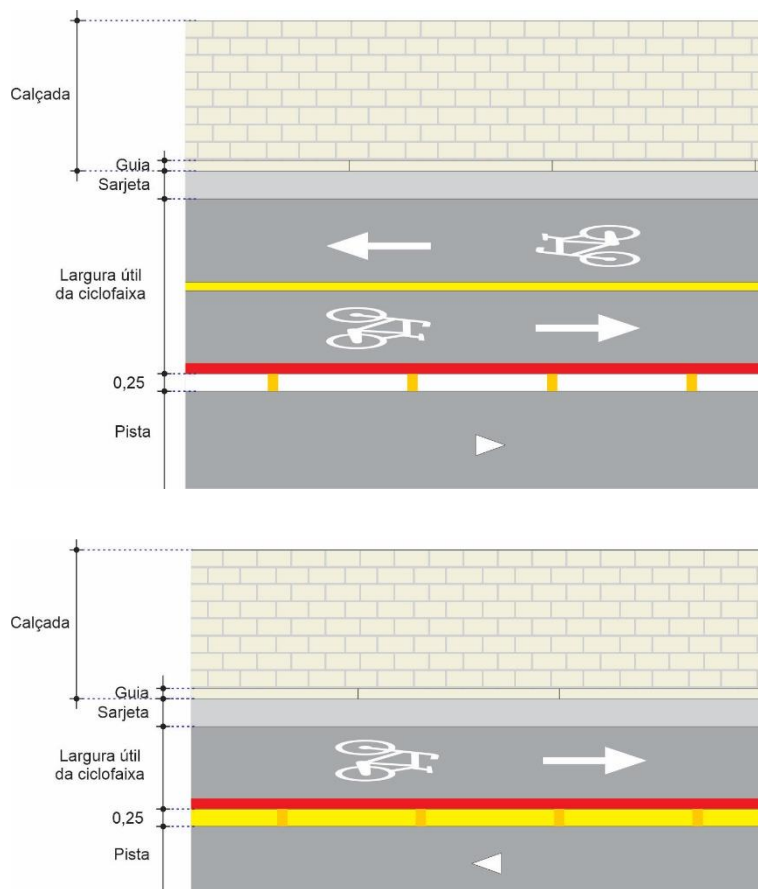 Calçada
Guia
Sarjeta
Largura útil
da ciclofaixa
0,25
Pista
Calçada
Guia
Sarjeta
Largura útil
da ciclofaixa
0,25
Pista